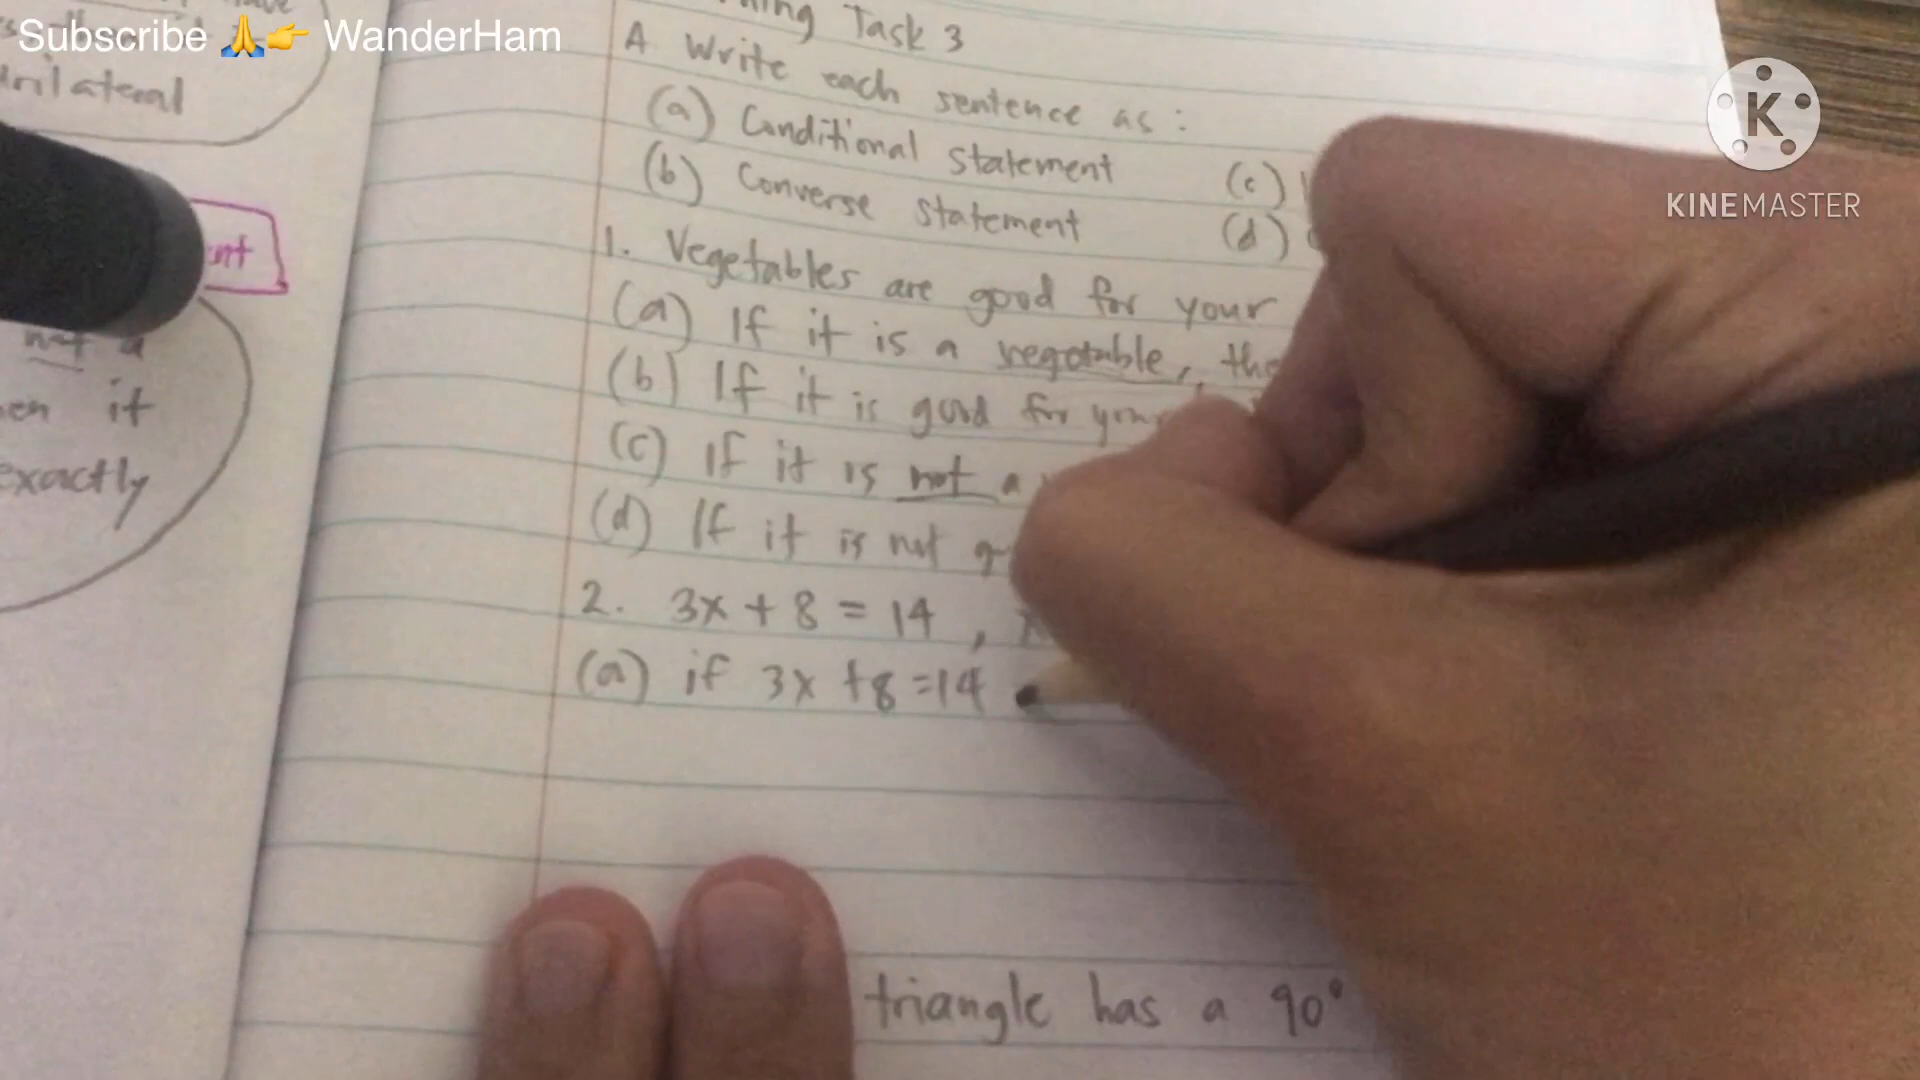 Subscribe 🙏👉 WanderHam
KINEMASTER
K
Task 3
A Write each sentence as:
(a) Conditional statement (c)
(b) Converse statement (d)
1. Vegetables are good for your
(a) If it is a vegetable, the
(b) If it is good for your
(c) If it is not a
(d) If it is not
2. 3x + 8 = 14, x
(a) if 3x +8 =14
triangle has a 90°
not a
it
exactly